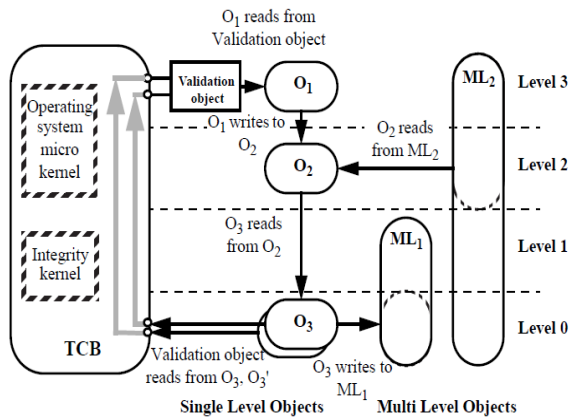 O1 reads from
Validation object
Validation
object
O1
ML2
Level 3
Operating
system
micro
kernel
O1 writes to
O2
O2 reads
from ML2
O2
Level 2
O3 reads
from O2
Integrity
kernel
ML1
Level 1
O3
Level 0
TCB
Validation object
reads from O3, O3'
O3 writes to
ML1
Single Level Objects
Multi Level Objects